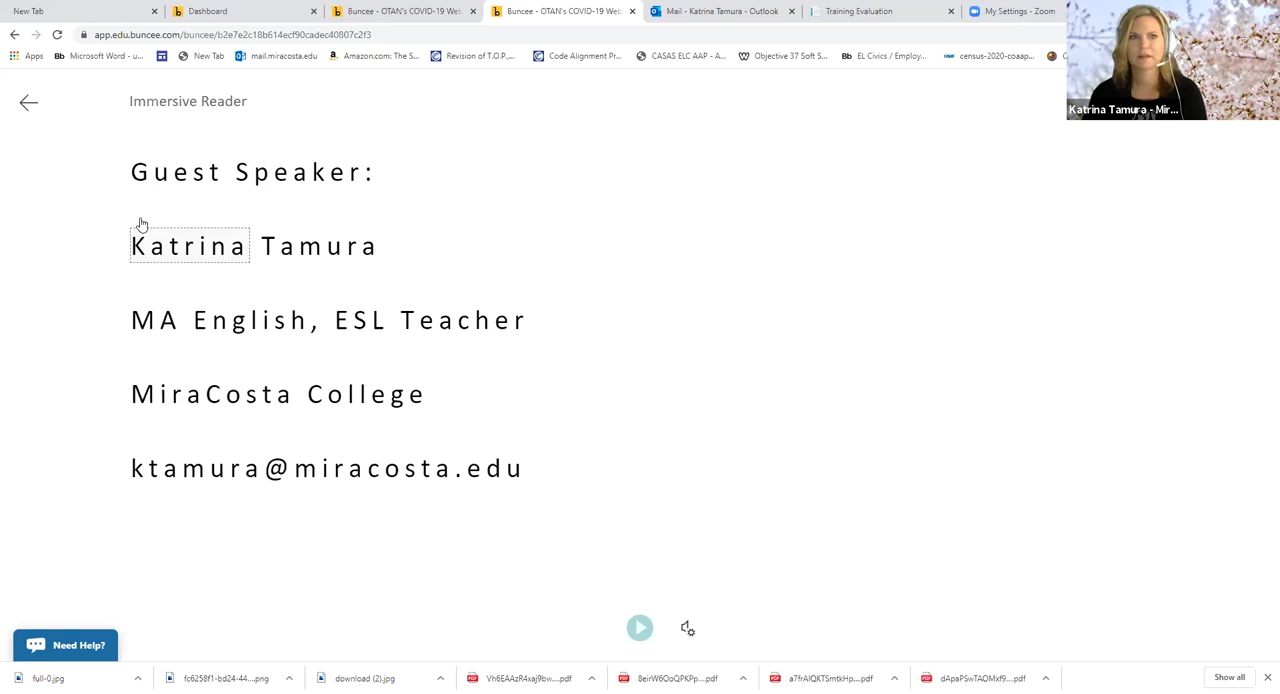 New Tab
Dashboard
Buncee - OTAN's COVID-19 Web
Buncee - OTAN's COVID-19 Web
Mail - Katrina Tamura - Outlook
Training Evaluation
My Settings - Zoom
app.edu.buncee.com/buncee/b2e7e2c18b614ecf90cadec40807c2f3
Apps
Microsoft Word - u...
New Tab
mail.miracosta.edu
Amazon.com: The S...
Revision of T.O.P.,...
Code Alignment Pr...
CASAS ELC AAP - A...
Objective 37 Soft S...
EL Civics / Employ...
census-2020-coaap...
Katrina Tamura - Mir...
Immersive Reader
Guest Speaker:
Katrina Tamura
MA English, ESL Teacher
MiraCosta College
ktamura@miracosta.edu
Need Help?
full-0.jpg
fc6258f1-bd24-44....png
download (2).jpg
Vh6EAAzR4xaj9bw....pdf
8eirW6OoQPKPp....pdf
a7frAlQKTSmtkHp....pdf
dApaPSwTAOMxf9....pdf
Show all